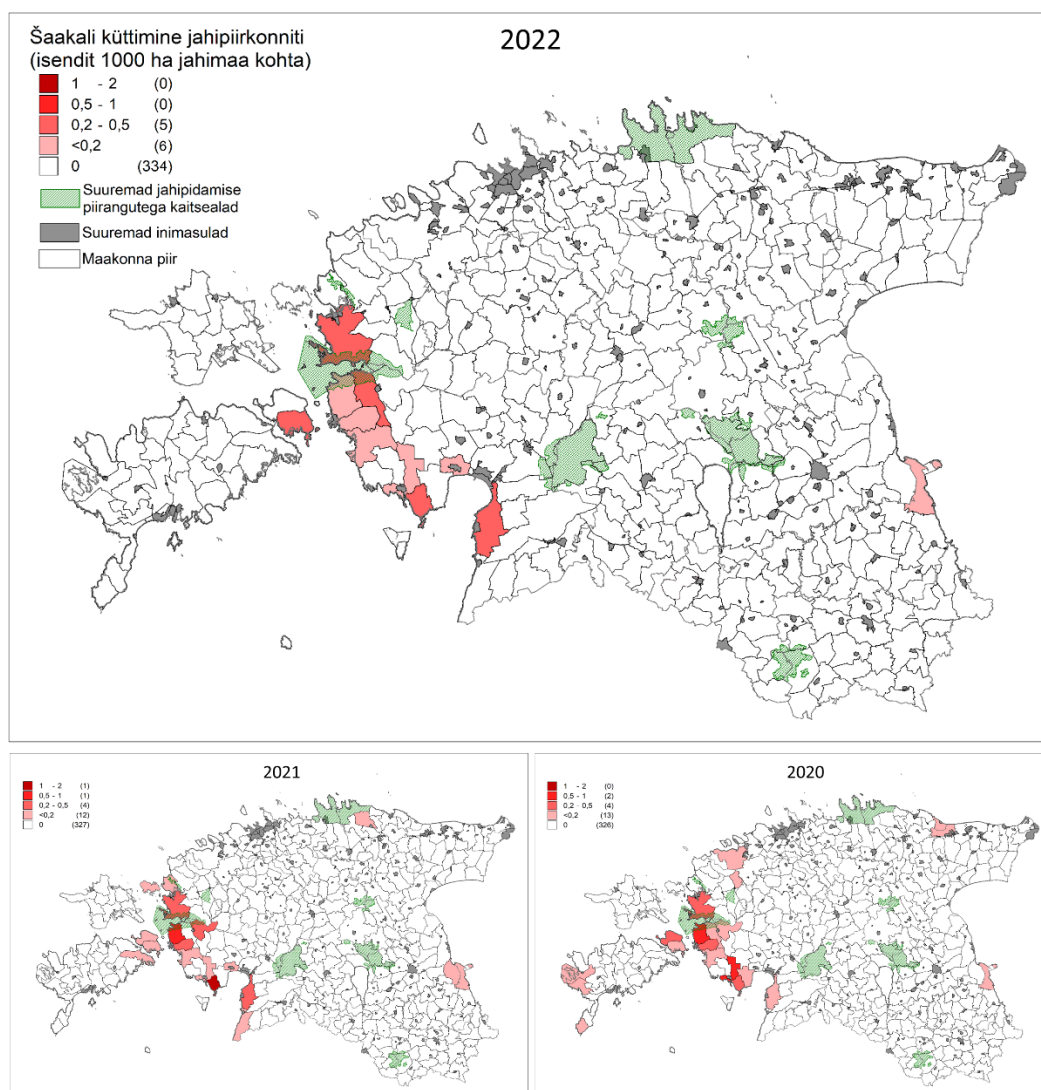 Šaakali küttimine jahipiirkonniti
(isendit 1000 ha jahimaa kohta)
2022
1 - 2 (0)
0,5 - 1 (0)
0,2 - 0,5 (5)
<0,2 (6)
0 (334)
Suuremad jahipidamise
piirangutega kaitsealad
Suuremad inimasulad
Maakonna piir
2021
1 - 2 (1)
0,5 - 1 (1)
0,2 - 0,5 (4)
<0,2 (12)
0 (327)
2020
1 - 2 (0)
0,5 - 1 (2)
0,2 - 0,5 (4)
<0,2 (13)
0 (326)